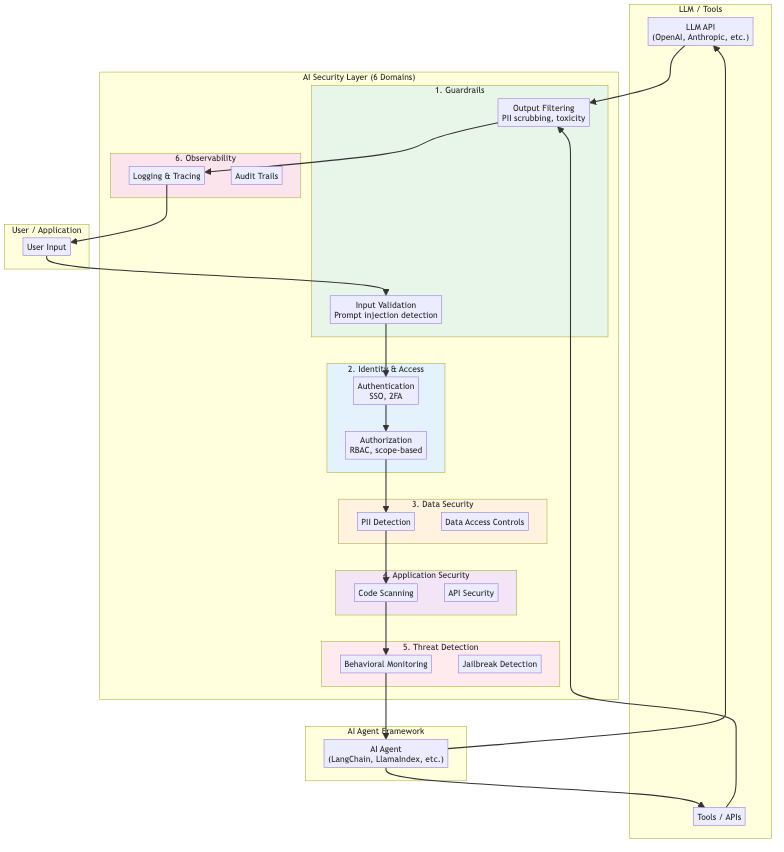 LLM / Tools
LLM API
(OpenAI, Anthropic, etc.)
AI Security Layer (6 Domains)
1. Guardrails
Output Filtering
PII scrubbing, toxicity
6. Observability
Logging & Tracing
Audit Trails
User / Application
User Input
Input Validation
Prompt injection detection
2. Identity & Access
Authentication
SSO, 2FA
Authorization
RBAC, scope-based
3. Data Security
PII Detection
Data Access Controls
4. Application Security
Code Scanning
API Security
5. Threat Detection
Behavioral Monitoring
Jailbreak Detection
AI Agent Framework
AI Agent
(LangChain, LlamaIndex, etc.)
Tools / APIs